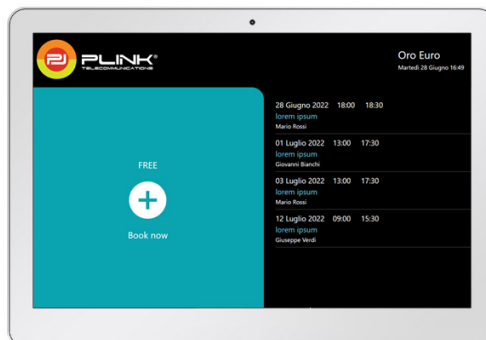 PLINK
TELECOMMUNICATIONS
Oro Euro
Martedì 28 Giugno 16:49
FREE
Book now
28 Giugno 2022 18:00 18:30
lorem ipsum
Mario Rossi
01 Luglio 2022 13:00 17:30
lorem ipsum
Giovanni Bianchi
03 Luglio 2022 13:00 17:30
lorem ipsum
Mario Rossi
12 Luglio 2022 09:00 15:30
lorem ipsum
Giuseppe Verdi